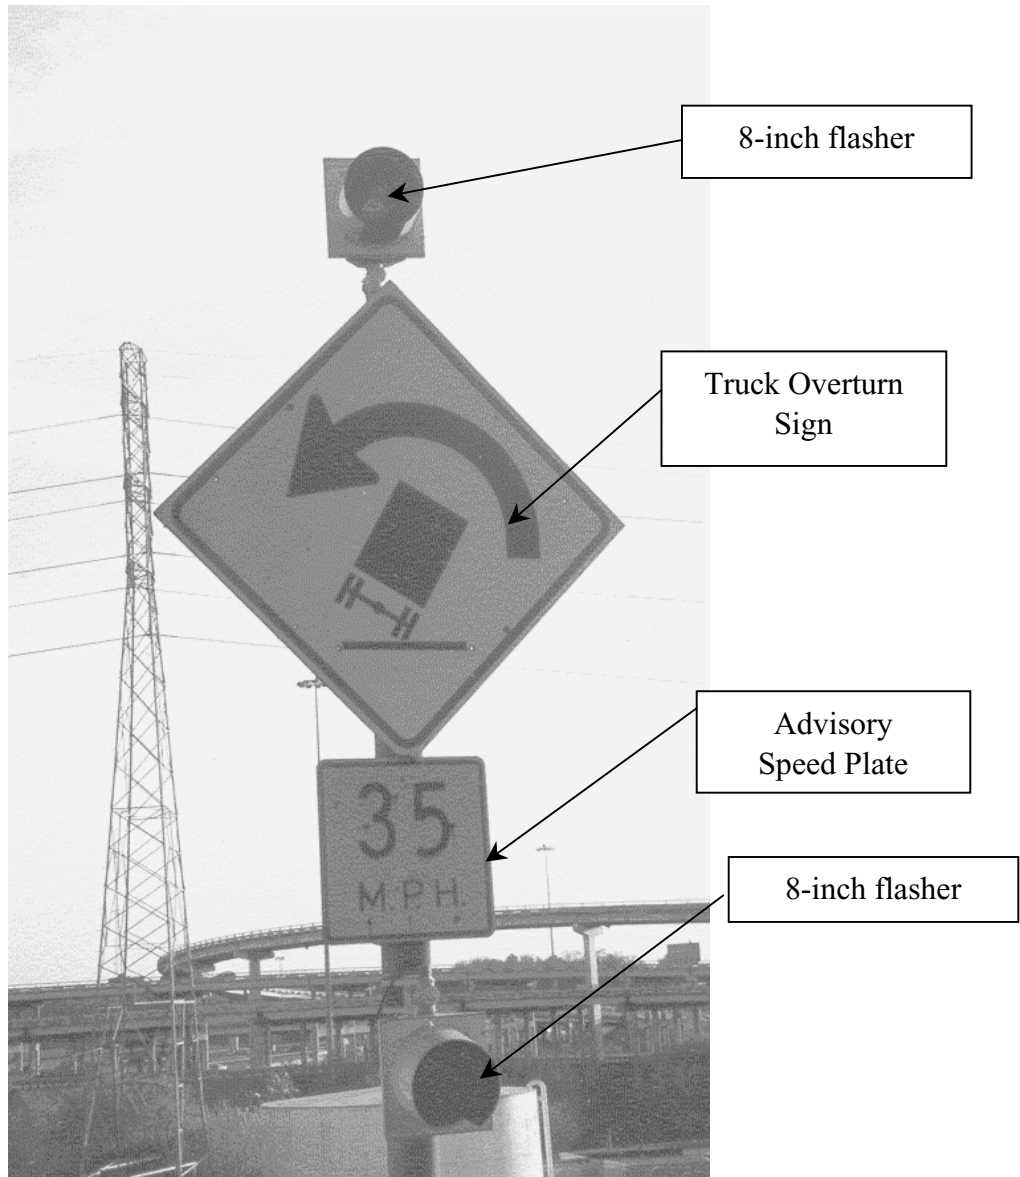 8-inch flasher
Truck Overturn
Sign
Advisory
Speed Plate
35
M.P.H.
8-inch flasher